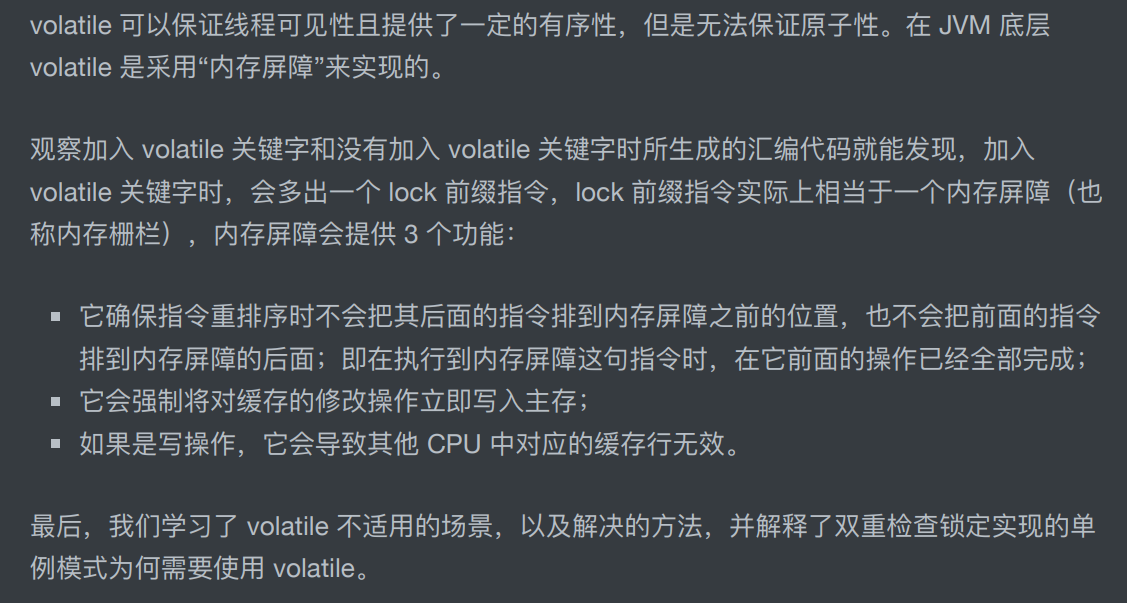 volatile 可以保证线程可见性且提供了一定的有序性，但是无法保证原子性。在 JVM 底层
volatile 是采用“内存屏障”来实现的。
观察加入 volatile 关键字和没有加入 volatile 关键字时所生成的汇编代码就能发现，加入
volatile 关键字时，会多出一个 lock 前缀指令，lock 前缀指令实际上相当于一个内存屏障（也
称内存栅栏），内存屏障会提供 3 个功能：
▪ 它确保指令重排序时不会把其后面的指令排到内存屏障之前的位置，也不会把前面的指令
排到内存屏障的后面；即在执行到内存屏障这句指令时，在它前面的操作已经全部完成；
▪ 它会强制将对缓存的修改操作立即写入主存；
▪ 如果是写操作，它会导致其他 CPU 中对应的缓存行无效。
最后，我们学习了 volatile 不适用的场景，以及解决的方法，并解释了双重检查锁定实现的单
例模式为何需要使用 volatile。